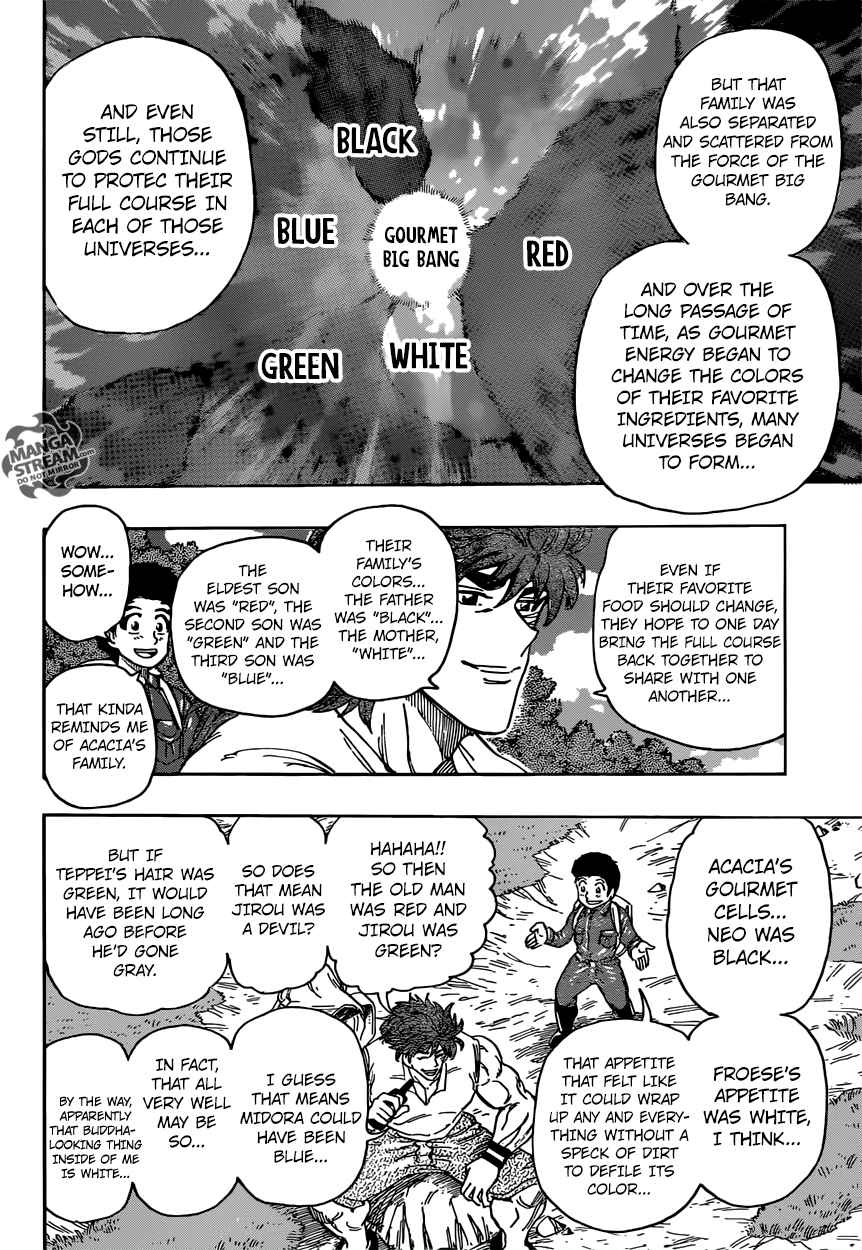 BUT THAT
FAMILY WAS
ALSO SEPARATED
AND SCATTERED FROM
THE FORCE OF THE
GOURMET BIG
BANG.
AND OVER THE
LONG PASSAGE OF
TIME, AS GOURMET
ENERGY BEGAN TO
CHANGE THE COLORS
OF THEIR FAVORITE
INGREDIENTS, MANY
UNIVERSES BEGAN
TO FORM...
BLACK
BLUE
GOURMET
BIG BANG
RED
GREEN
WHITE
AND EVEN
STILL, THOSE
GODS CONTINUE
TO PROTEC THEIR
FULL COURSE IN
EACH OF THOSE
UNIVERSES...
MANGA
STREAM.com
DO NOT MIRROR
EVEN IF
THEIR FAVORITE
FOOD SHOULD CHANGE,
THEY HOPE TO ONE DAY
BRING THE FULL COURSE
BACK TOGETHER TO
SHARE WITH ONE
ANOTHER...
THEIR
FAMILY'S
COLORS...
THE FATHER
WAS "BLACK"...
THE MOTHER,
"WHITE"...
THE
ELDEST SON
WAS "RED", THE
SECOND SON WAS
"GREEN" AND THE
THIRD SON WAS
"BLUE"...
WOW...
SOME-
HOW...
THAT KINDA
REMINDS ME
OF ACACIA'S
FAMILY.
ACACIA'S
GOURMET
CELLS...
NEO WAS
BLACK...
FROESE'S
APPETITE
WAS WHITE,
I THINK...
THAT APPETITE
THAT FELT LIKE
IT COULD WRAP
UP ANY AND EVERY-
THING WITHOUT A
SPECK OF DIRT
TO DEFILE ITS
COLOR...
HAHAHA!!
SO THEN
THE OLD MAN
WAS RED AND
JIROU WAS
GREEN?
SO DOES
THAT MEAN
JIROU WAS
A DEVIL?
BUT IF
TEPPEI'S HAIR WAS
GREEN, IT WOULD
HAVE BEEN LONG
AGO BEFORE
HE'D GONE
GRAY.
I GUESS
THAT MEANS
MIDORA COULD
HAVE BEEN
BLUE...
IN FACT,
THAT ALL
VERY WELL
MAY BE
SO...
BY THE WAY,
APPARENTLY
THAT BUDDHA-
LOOKING THING
INSIDE OF ME
IS WHITE...